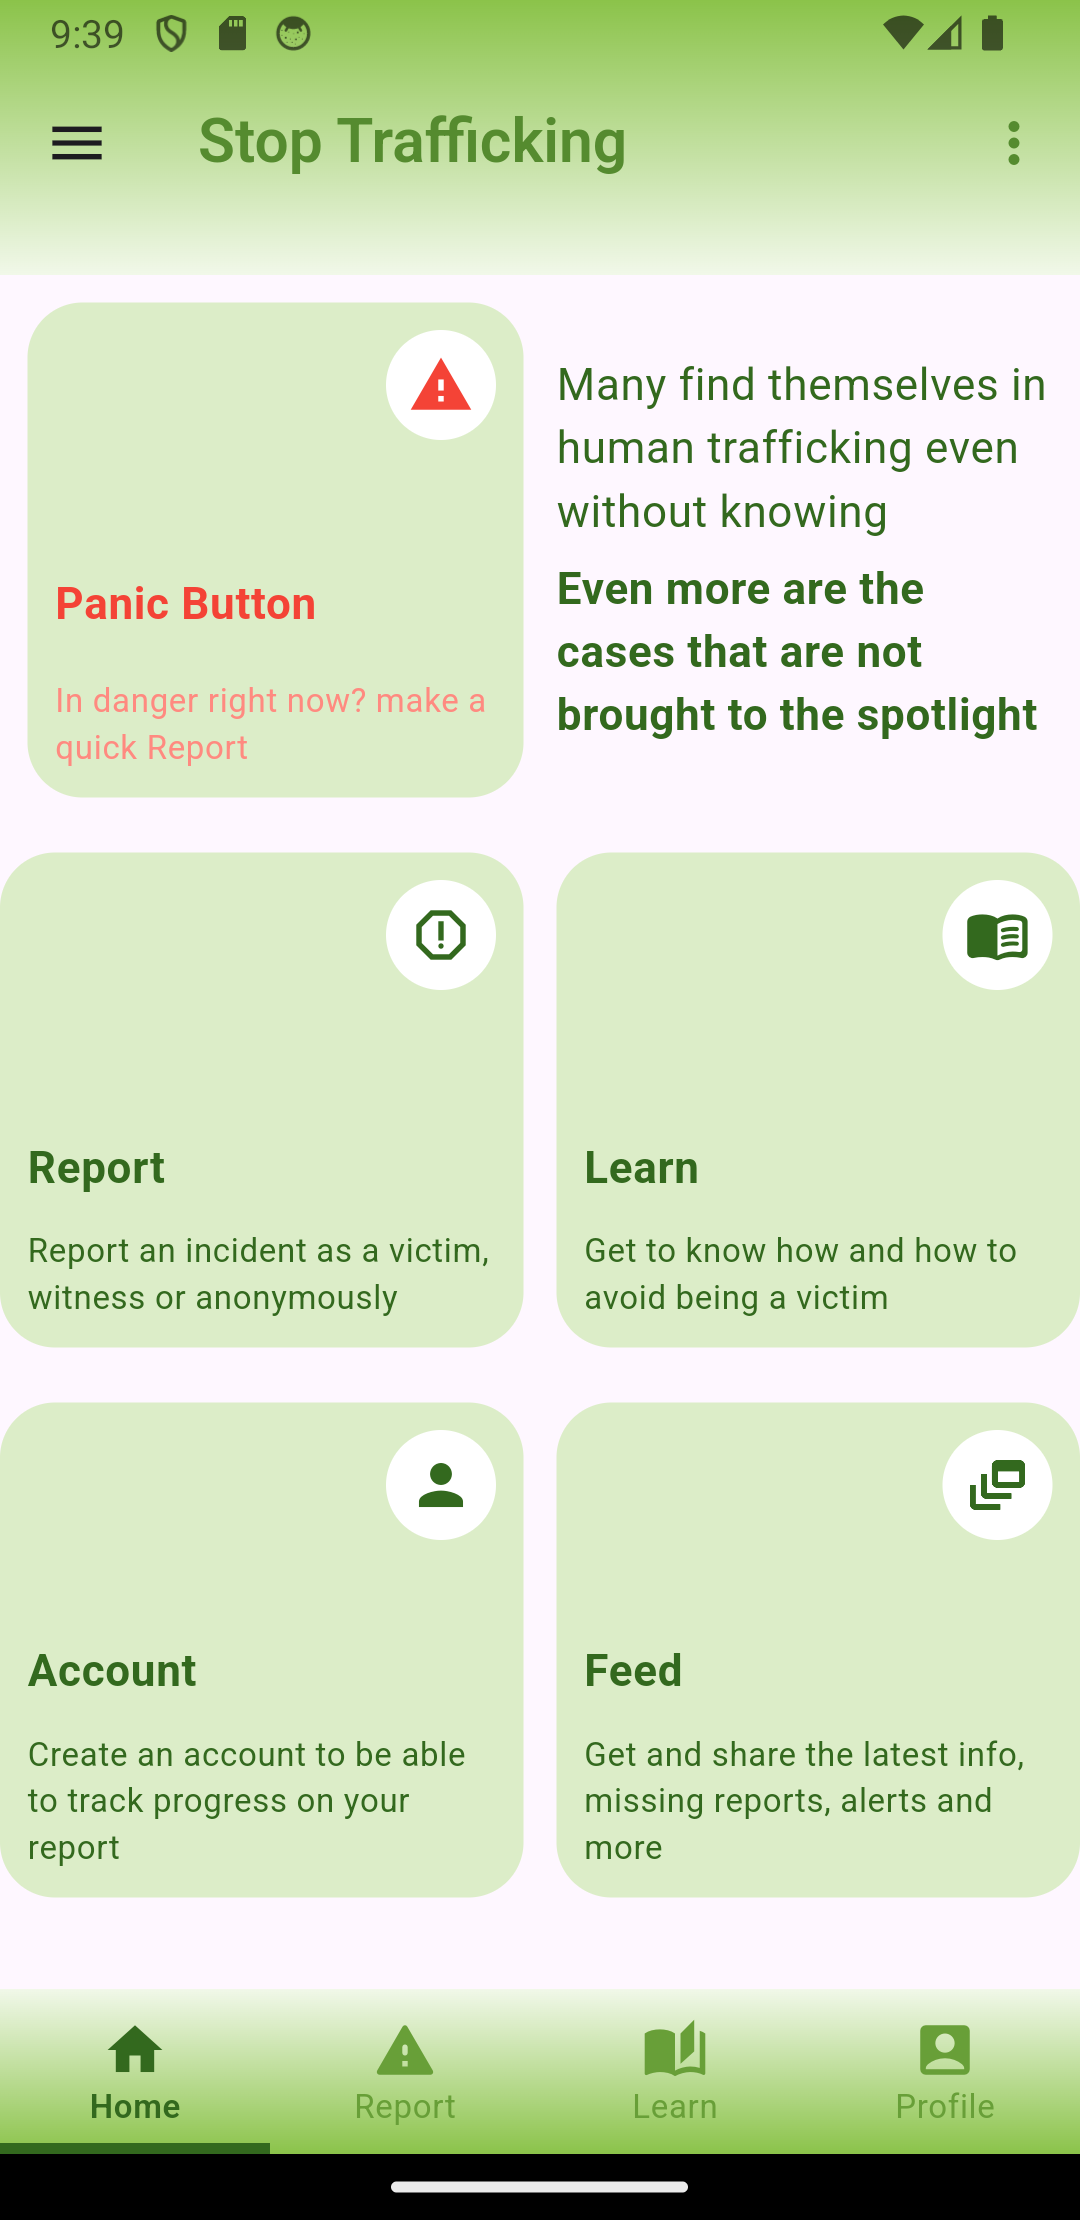 9:39
Stop Trafficking
Panic Button
In danger right now? make a
quick Report
Many find themselves in
human trafficking even
without knowing
Even more are the
cases that are not
brought to the spotlight
Report
Report an incident as a victim,
witness or anonymously
Learn
Get to know how and how to
avoid being a victim
Account
Create an account to be able
to track progress on your
report
Feed
Get and share the latest info,
missing reports, alerts and
more
Home
Report
Learn
Profile